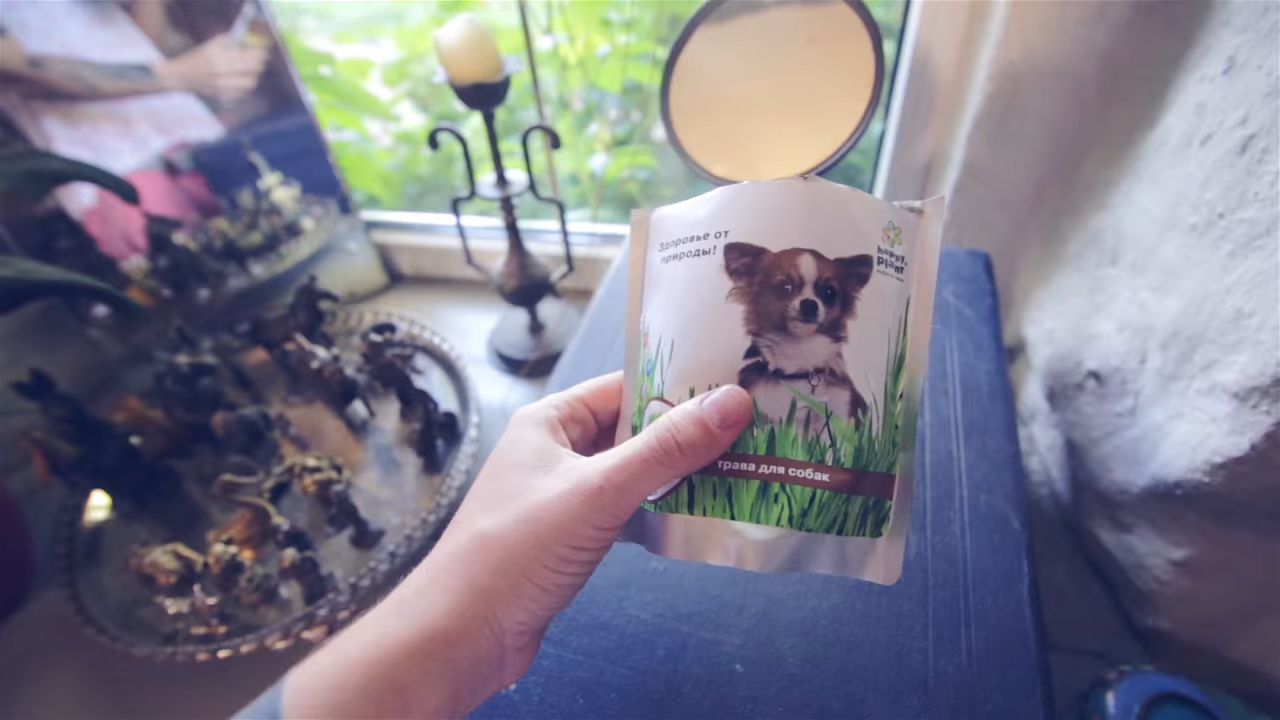 Здоровье от
природы!
happy
plant
трава для собак